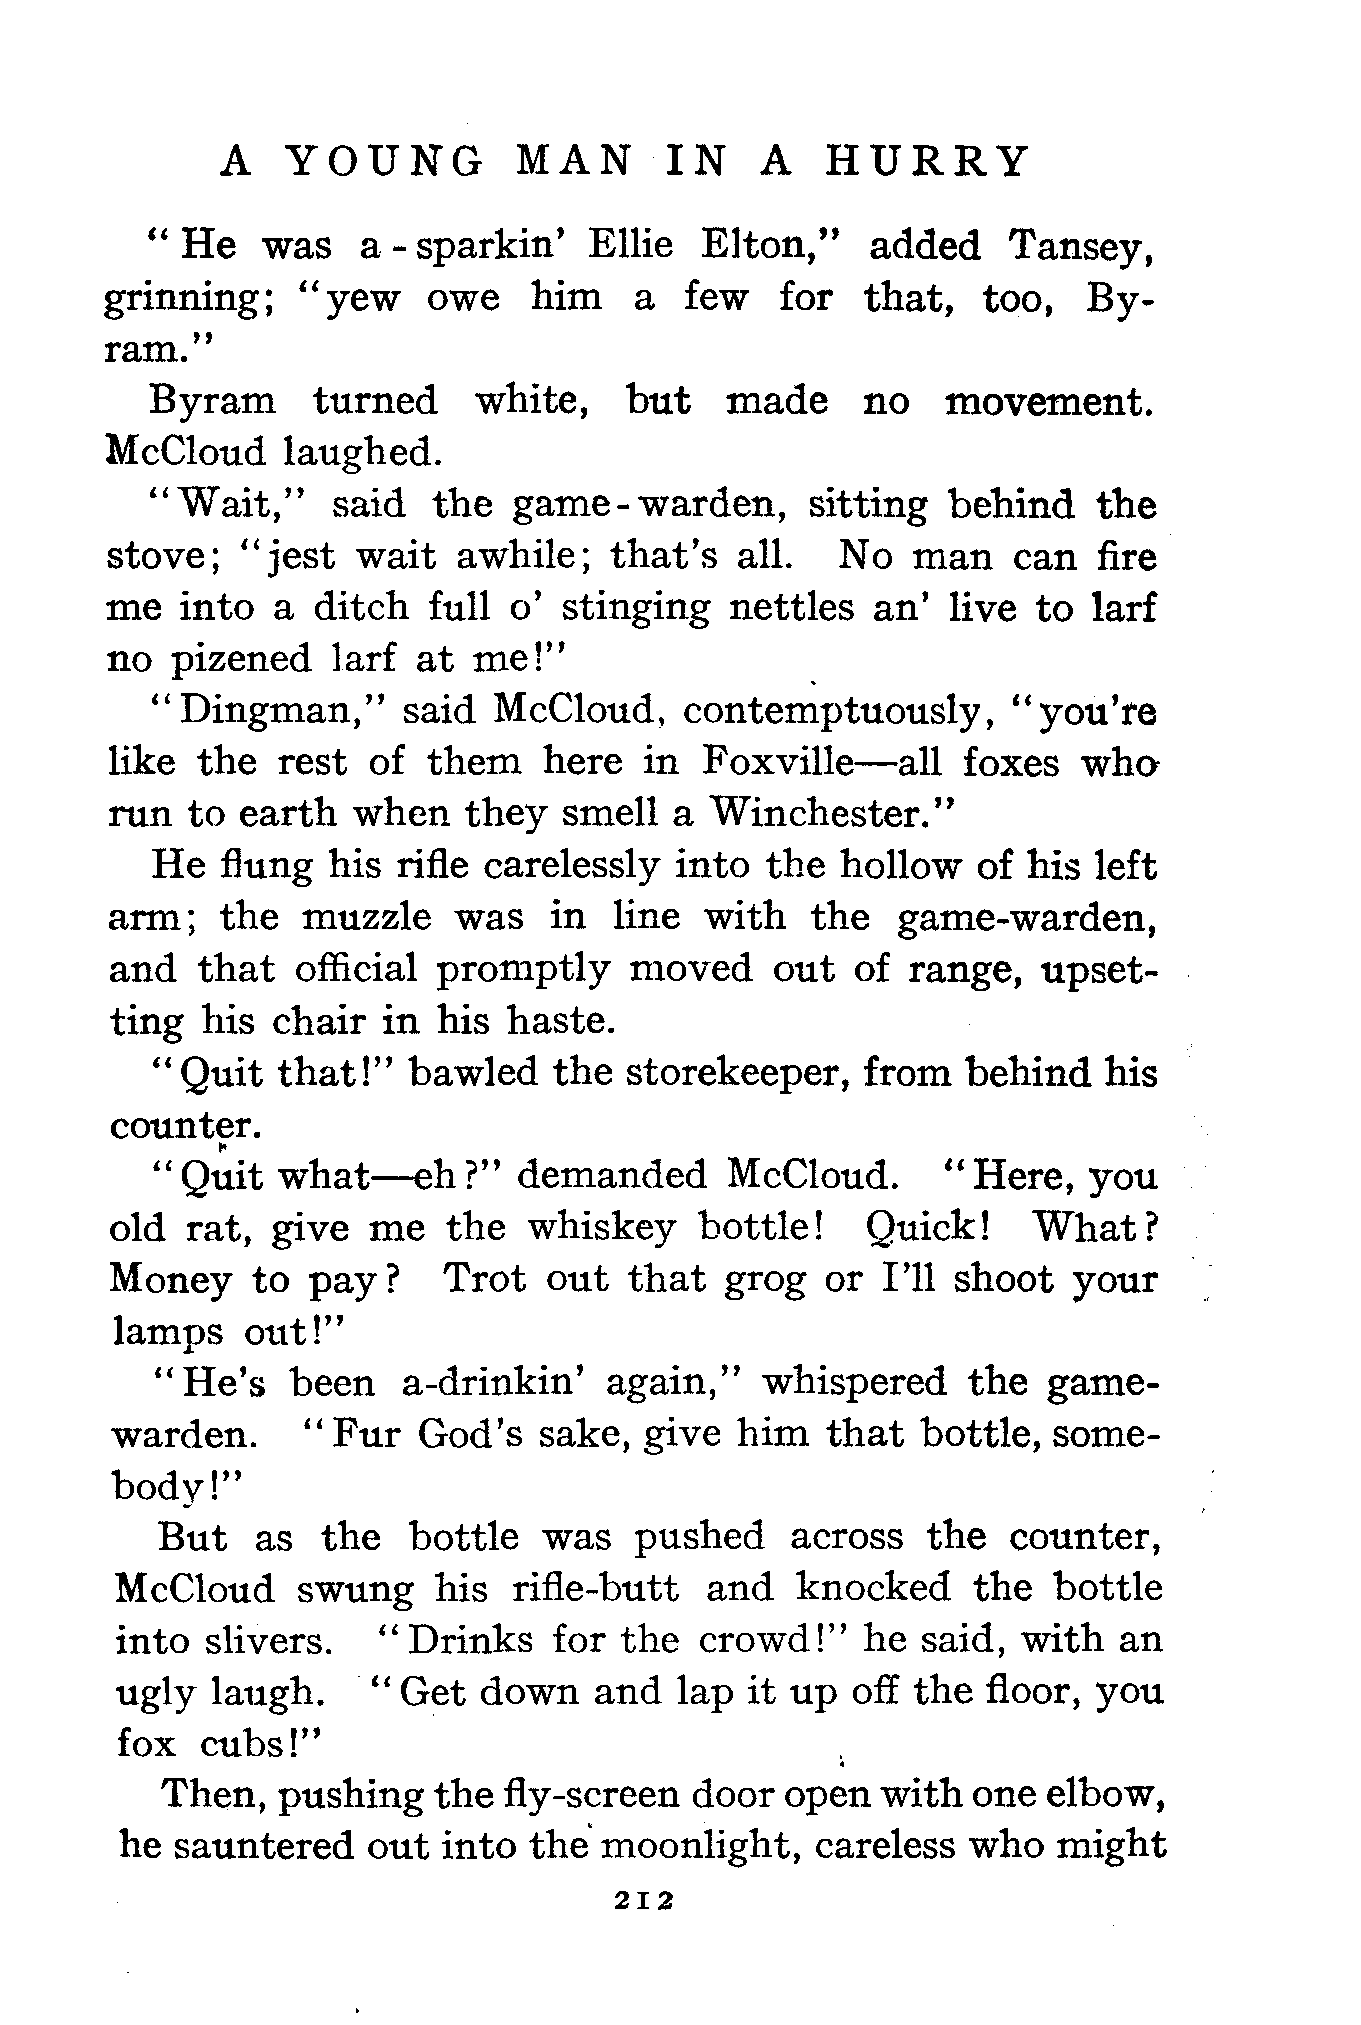 A YOUNG MAN IN A HURRY
"He was a-sparkin' Ellie Elton," added Tansey,
grinning; "yew owe him a few for that, too, By-
ram."
Byram turned white, but made no movement.
McCloud laughed.
"Wait," said the game-warden, sitting behind the
stove; "jest wait awhile; that's all. No man can fire
me into a ditch full o' stinging nettles an' live to larf
no pizened larf at me!"
"Dingman," said McCloud, contemptuously, "you're
like the rest of them here in Foxville—all foxes who
run to earth when they smell a Winchester."
He flung his rifle carelessly into the hollow of his left
arm; the muzzle was in line with the game-warden,
and that official promptly moved out of range, upset-
ting his chair in his haste.
"Quit that!" bawled the storekeeper, from behind his
counter.
"Quit what—eh?" demanded McCloud. "Here, you
old rat, give me the whiskey bottle! Quick! What?
Money to pay? Trot out that grog or I'll shoot your
lamps out!"
"He's been a-drinkin' again," whispered the game-
warden. "Fur God's sake, give him that bottle, some-
body!"
But as the bottle was pushed across the counter,
McCloud swung his rifle-butt and knocked the bottle
into slivers. "Drinks for the crowd!" he said, with an
ugly laugh. "Get down and lap it up off the floor, you
fox cubs!"
Then, pushing the fly-screen door open with one elbow,
he sauntered out into the moonlight, careless who might
212